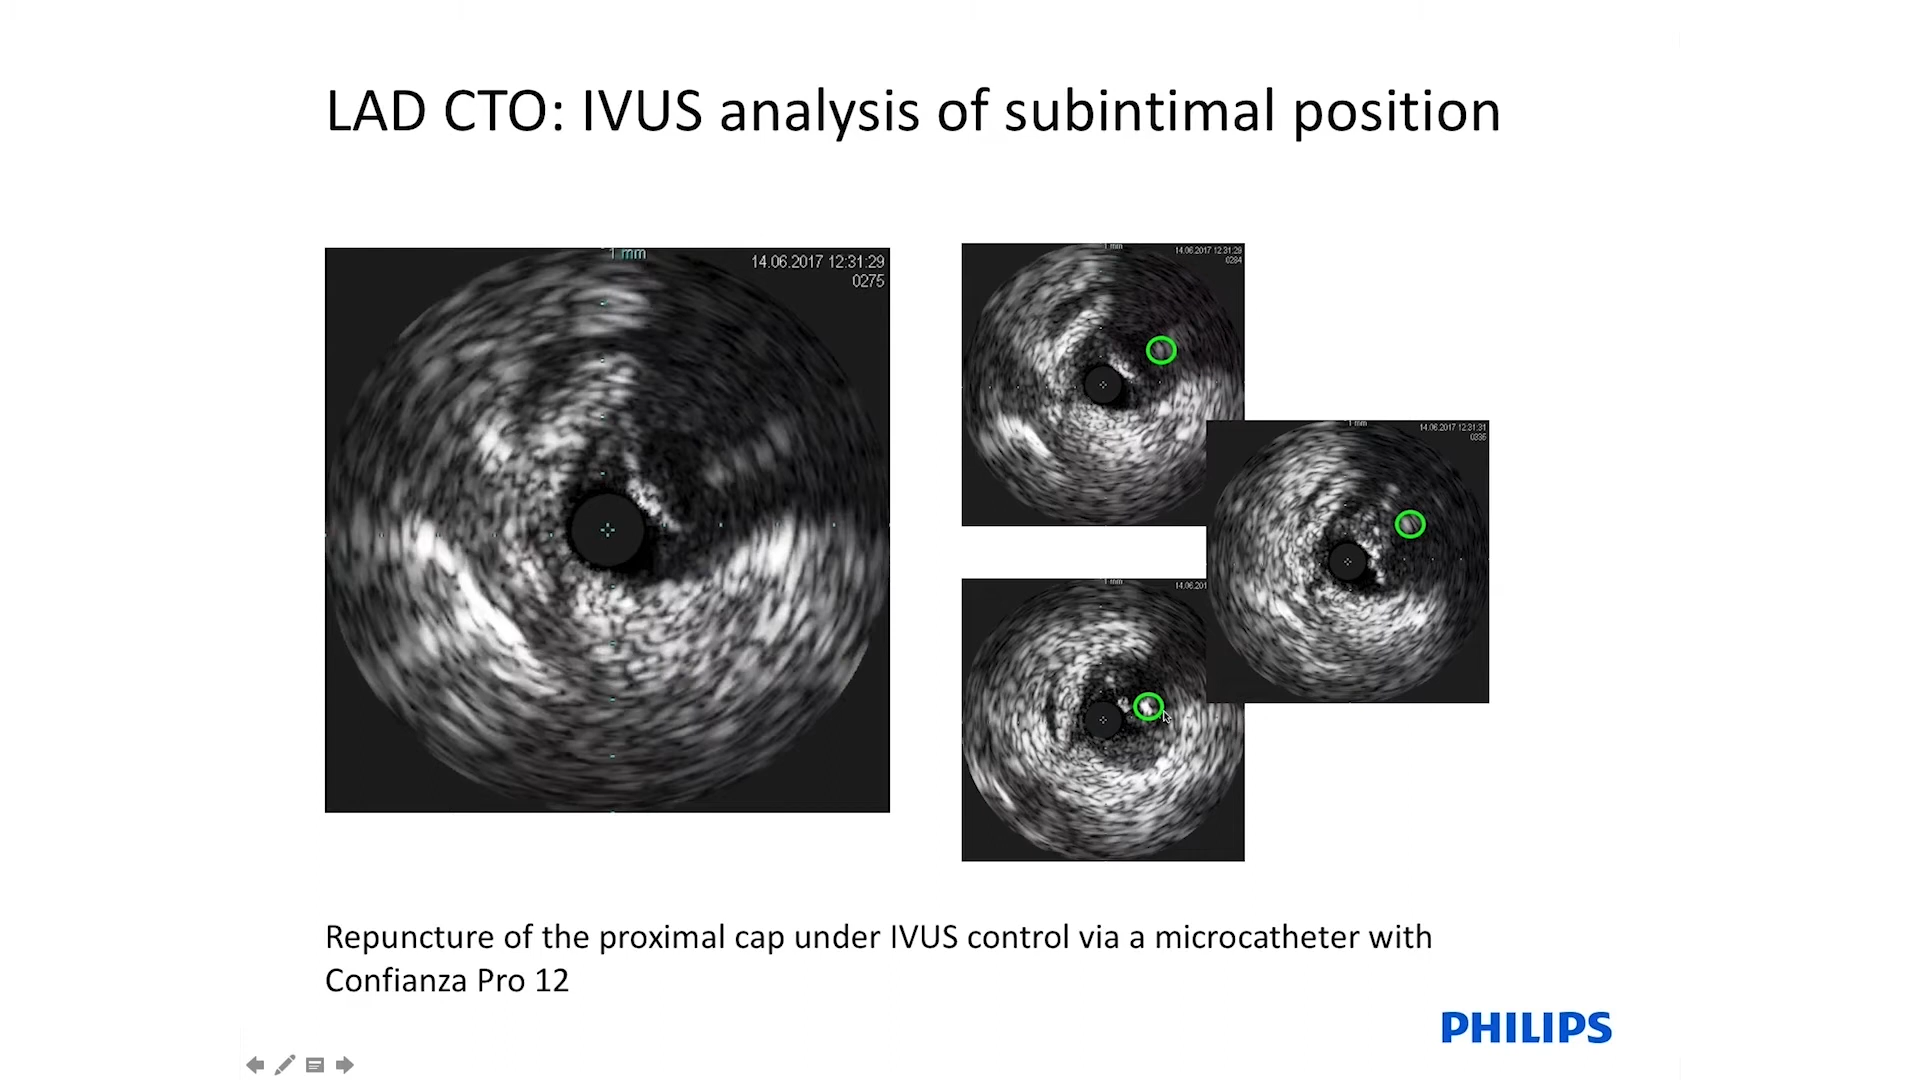 LAD CTO: IVUS analysis of subintimal position
1 mm
14.06.2017 12:31:29
0275
1 mm
14.06.2017 12:31:29
0284
1 mm
14.06.2017 12:31:31
1 mm
14.06.201
Repuncture of the proximal cap under IVUS control via a microcatheter with
Confianza Pro 12
PHILIPS